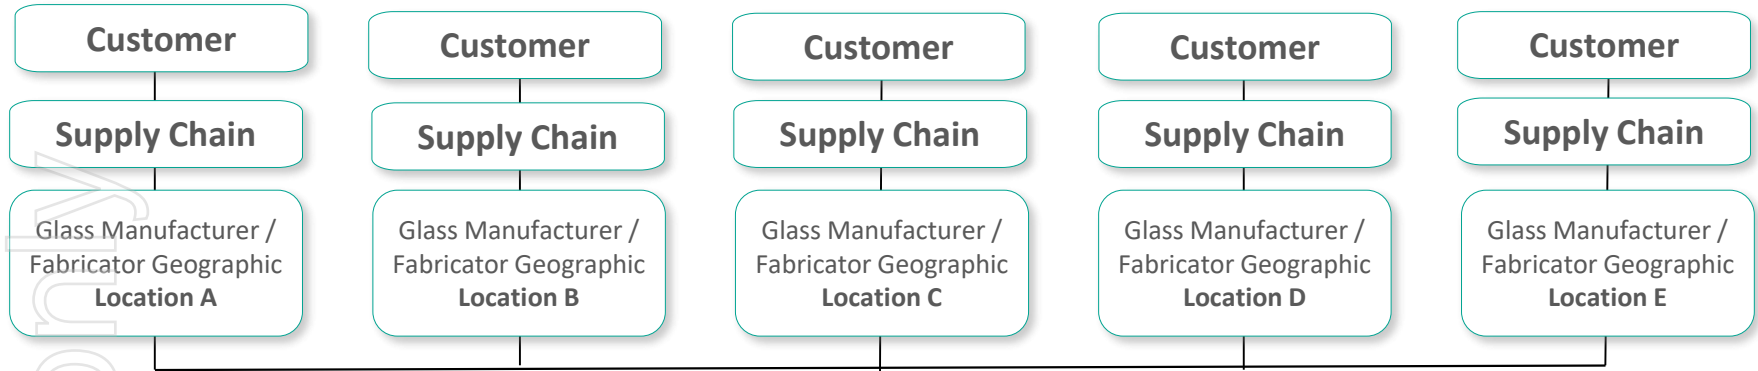 Customer
Customer
Customer
Customer
Customer
Supply Chain
Supply Chain
Supply Chain
Supply Chain
Supply Chain
Glass Manufacturer /
Fabricator Geographic
Location A
Glass Manufacturer /
Fabricator Geographic
Location B
Glass Manufacturer /
Fabricator Geographic
Location C
Glass Manufacturer /
Fabricator Geographic
Location D
Glass Manufacturer /
Fabricator Geographic
Location E
only